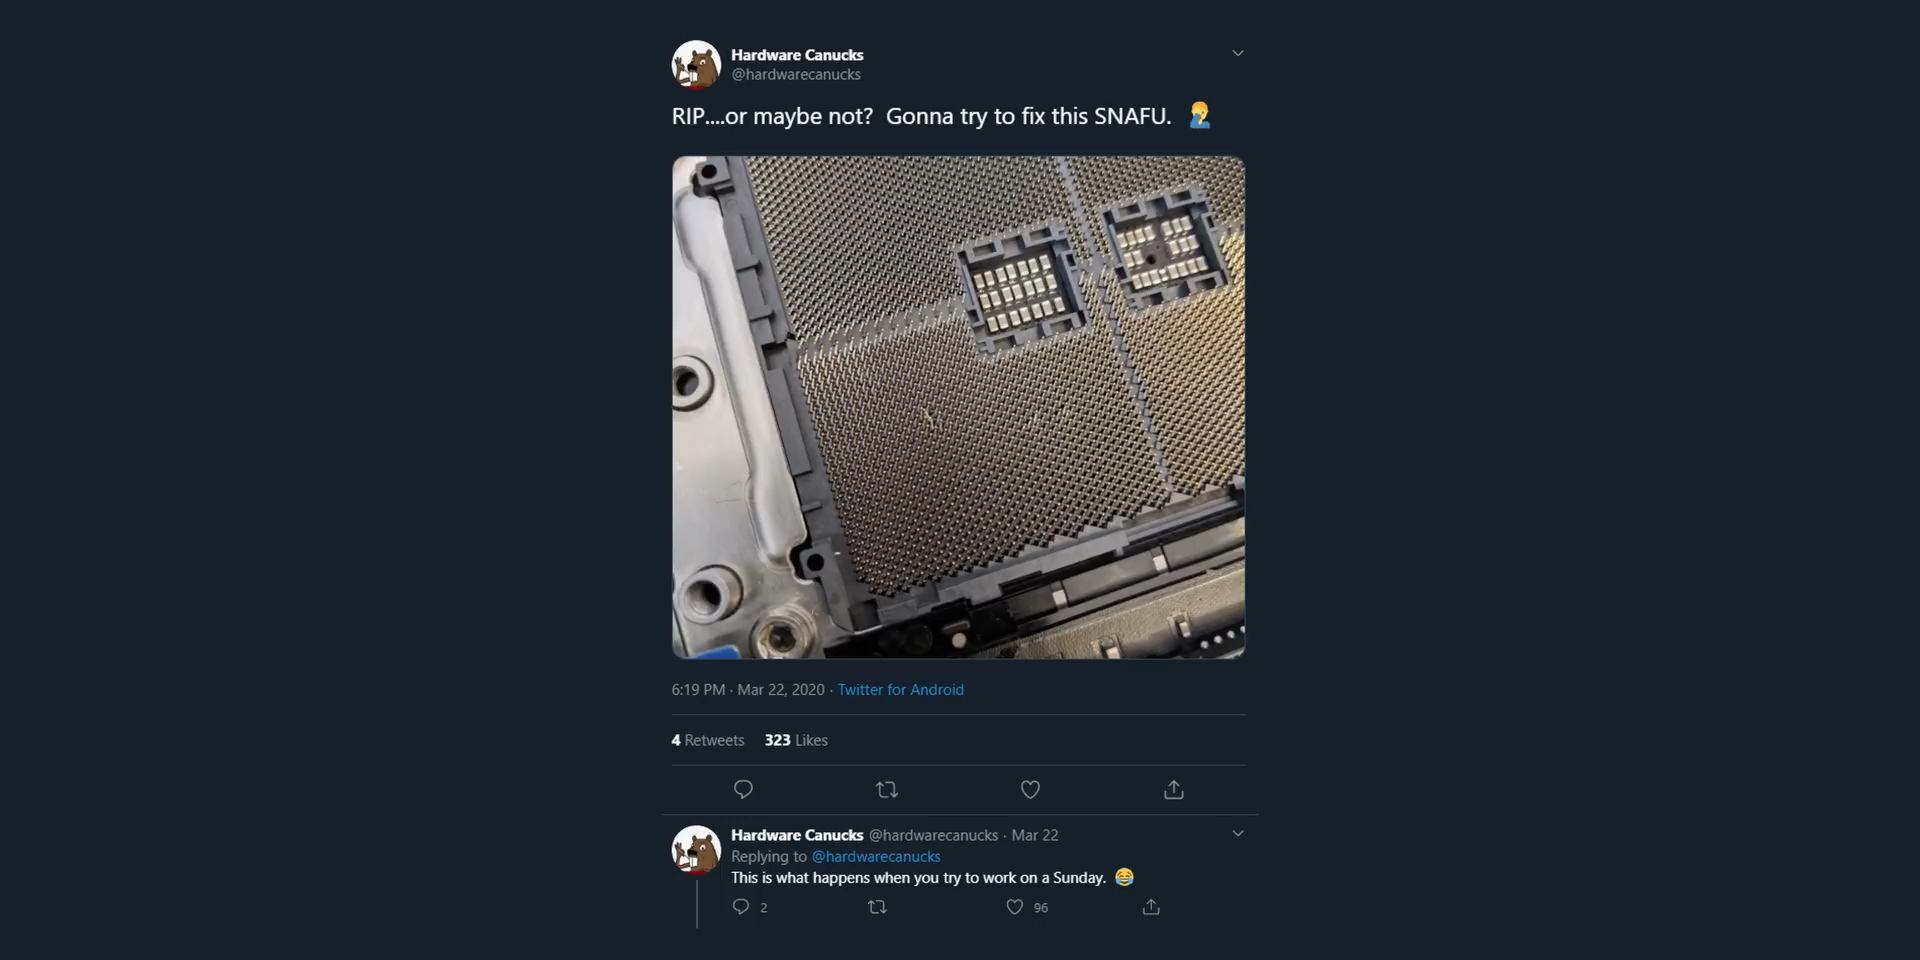 Hardware Canucks
@hardwarecanucks
RIP....or maybe not?  Gonna try to fix this SNAFU. 🤦‍♂️
6:19 PM · Mar 22, 2020 · Twitter for Android
4 Retweets 323 Likes
Hardware Canucks @hardwarecanucks · Mar 22
Replying to @hardwarecanucks
This is what happens when you try to work on a Sunday. 😂
2 96